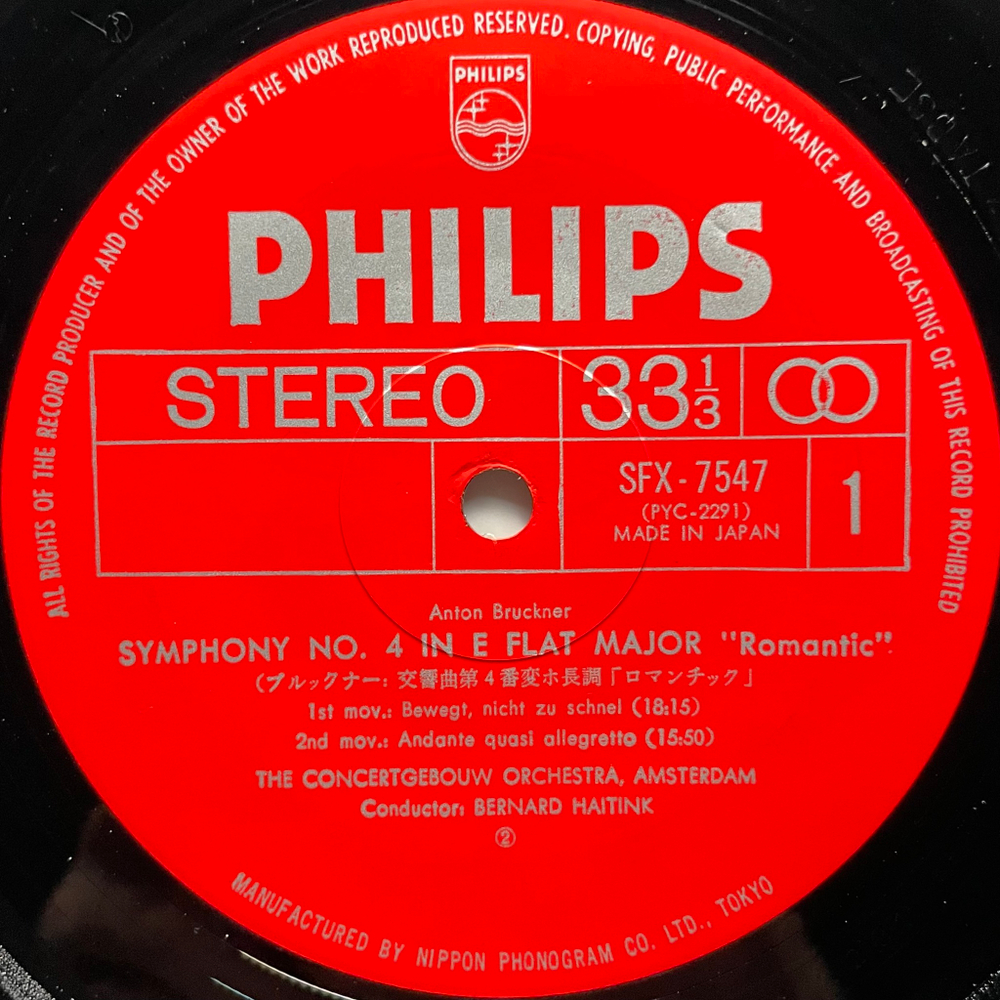 ALL RIGHTS OF THE RECORD PRODUCER AND OF THE OWNER OF THE WORK REPRODUCED RESERVED. COPYING, PUBLIC PERFORMANCE AND BROADCASTING OF THIS RECORD PROHIBITED
PHILIPS
PHILIPS
STEREO
33 1/3
SFX-7547
(PYC-2291)
MADE IN JAPAN
1
Anton Bruckner
SYMPHONY NO. 4 IN E FLAT MAJOR "Romantic"
(ブルックナー: 交響曲第4番変ホ長調「ロマンチック」
1st mov.: Bewegt, nicht zu schnel (18:15)
2nd mov.: Andante quasi allegretto (15:50)
THE CONCERTGEBOUW ORCHESTRA, AMSTERDAM
Conductor: BERNARD HAITINK
②
MANUFACTURED BY NIPPON PHONOGRAM CO. LTD., TOKYO